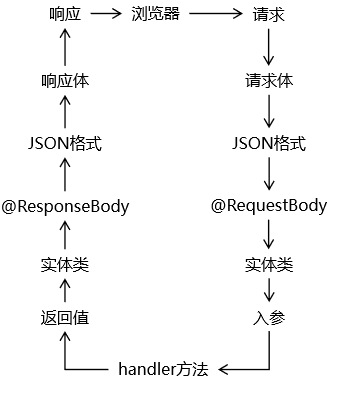 响应 浏览器 请求
响应体 请求体
JSON格式 JSON格式
@ResponseBody @RequestBody
实体类 实体类
返回值 入参
handler方法